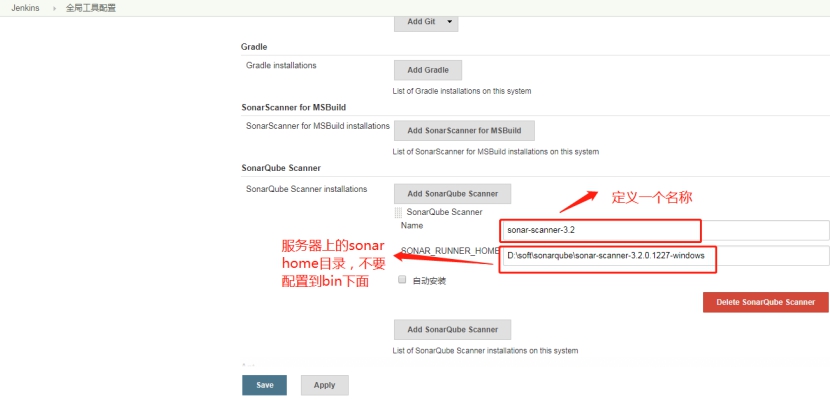 Jenkins › 全局工具配置
Add Git
Gradle
Gradle installations
Add Gradle
List of Gradle installations on this system
SonarScanner for MSBuild
SonarScanner for MSBuild installations
Add SonarScanner for MSBuild
List of SonarScanner for MSBuild installations on this system
SonarQube Scanner
SonarQube Scanner installations
Add SonarQube Scanner
定义一个名称
SonarQube Scanner
Name
sonar-scanner-3.2
服务器上的sonar
home目录，不要
配置到bin下面
SONAR_RUNNER_HOME
D:\soft\sonarqube\sonar-scanner-3.2.0.1227-windows
自动安装
Delete SonarQube Scanner
Add SonarQube Scanner
List of SonarQube Scanner installations on this system
Save
Apply